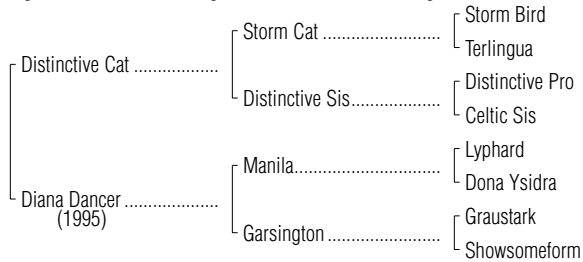 Storm Bird
Storm Cat ......................
Terlingua
Distinctive Cat ..................
Distinctive Pro
Distinctive Sis...................
Celtic Sis
Lyphard
Manila..............................
Dona Ysidra
Diana Dancer ....................
(1995)
Graustark
Garsington .......................
Showsomeform